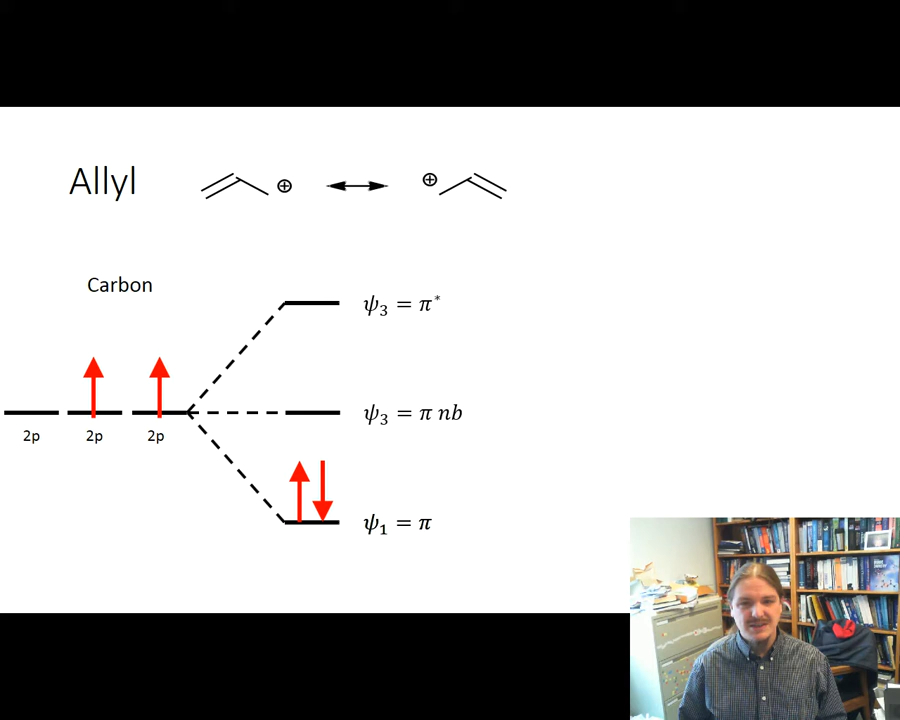 Allyl
⊕ ⊕
Carbon
ψ₃ = π*
ψ₃ = π nb
2p 2p 2p
ψ₁ = π